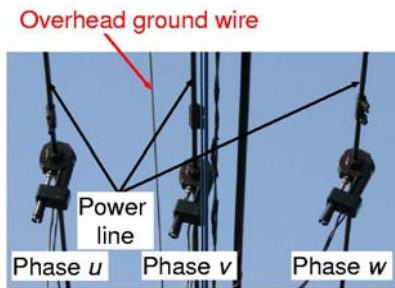 Overhead ground wire
Power
line
Phase u
Phase v
Phase w